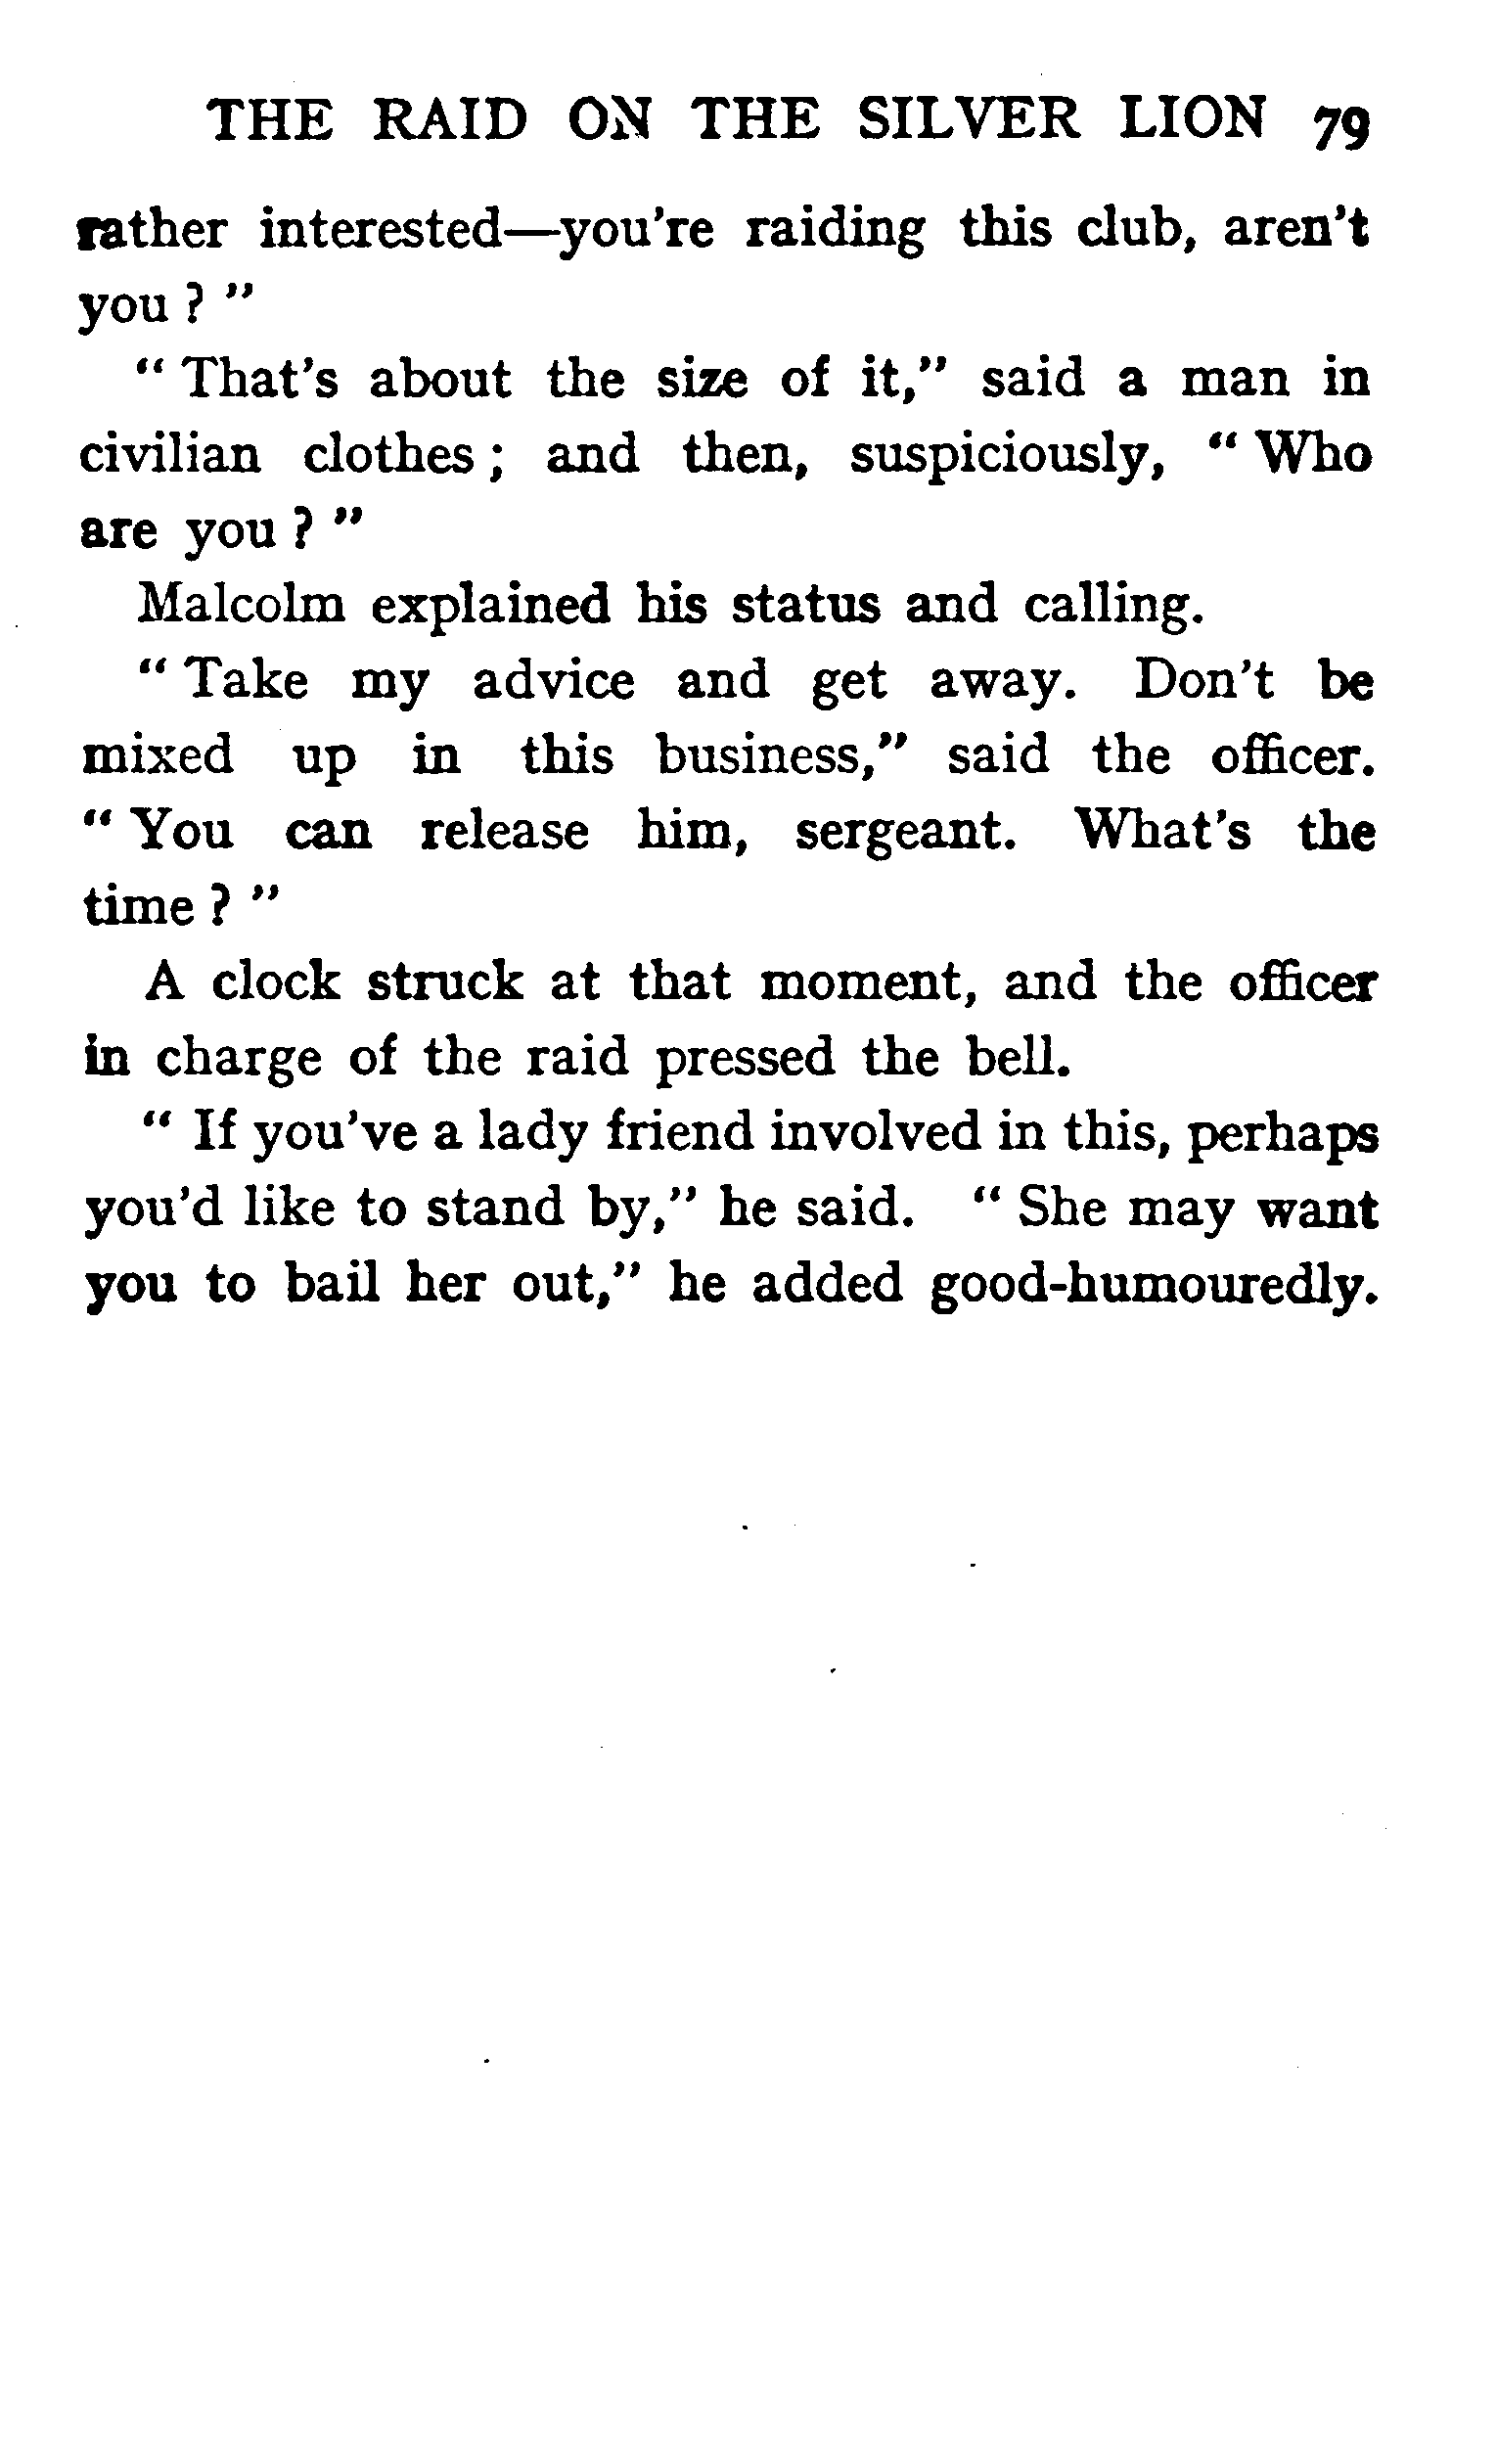 THE RAID ON THE SILVER LION 79
rather interested—you're raiding this club, aren't
you ? "
" That's about the size of it," said a man in
civilian clothes ; and then, suspiciously, " Who
are you ? "
Malcolm explained his status and calling.
" Take my advice and get away. Don't be
mixed up in this business," said the officer.
" You can release him, sergeant. What's the
time ? "
A clock struck at that moment, and the officer
in charge of the raid pressed the bell.
" If you've a lady friend involved in this, perhaps
you'd like to stand by," he said. " She may want
you to bail her out," he added good-humouredly.